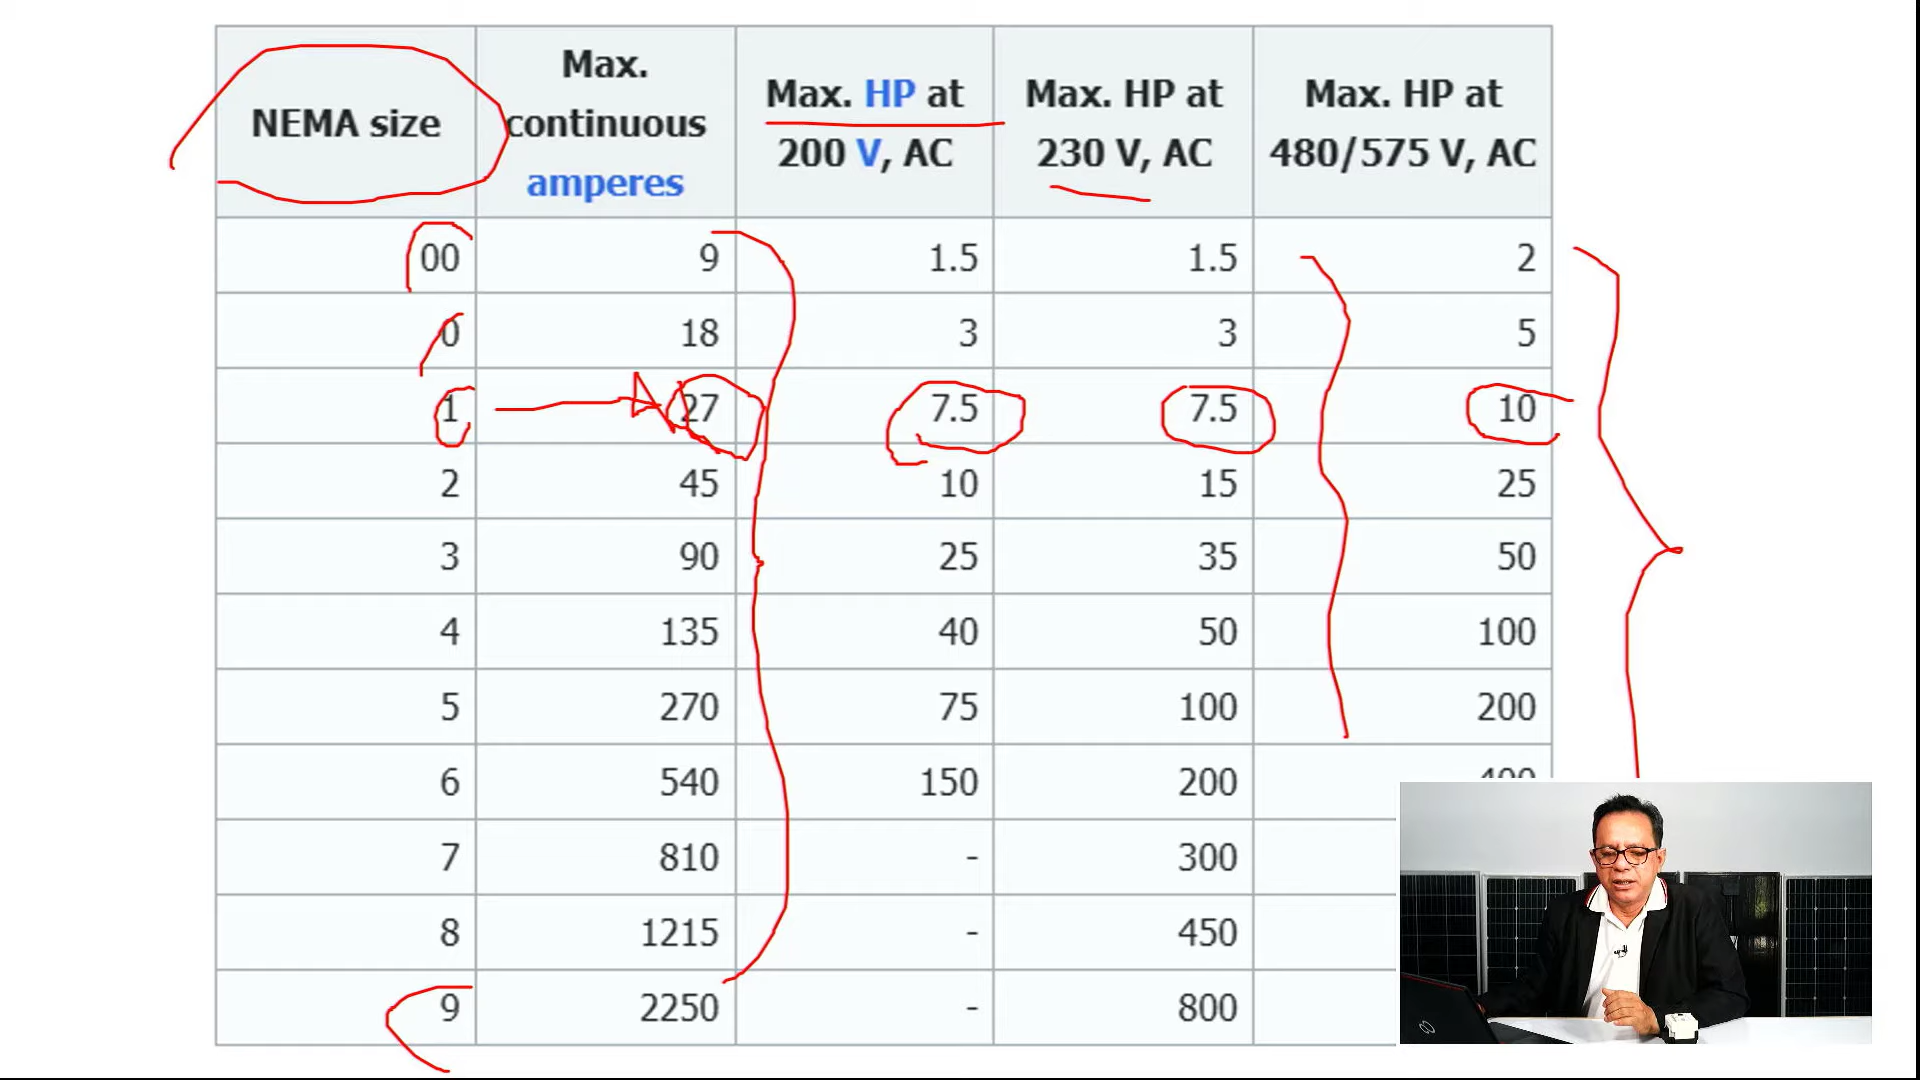 NEMA size Max. continuous amperes Max. HP at 200 V, AC Max. HP at 230 V, AC Max. HP at 480/575 V, AC
00 9 1.5 1.5 2
0 18 3 3 5
1 27 7.5 7.5 10
2 45 10 15 25
3 90 25 35 50
4 135 40 50 100
5 270 75 100 200
6 540 150 200 400
7 810 - 300
8 1215 - 450
9 2250 - 800